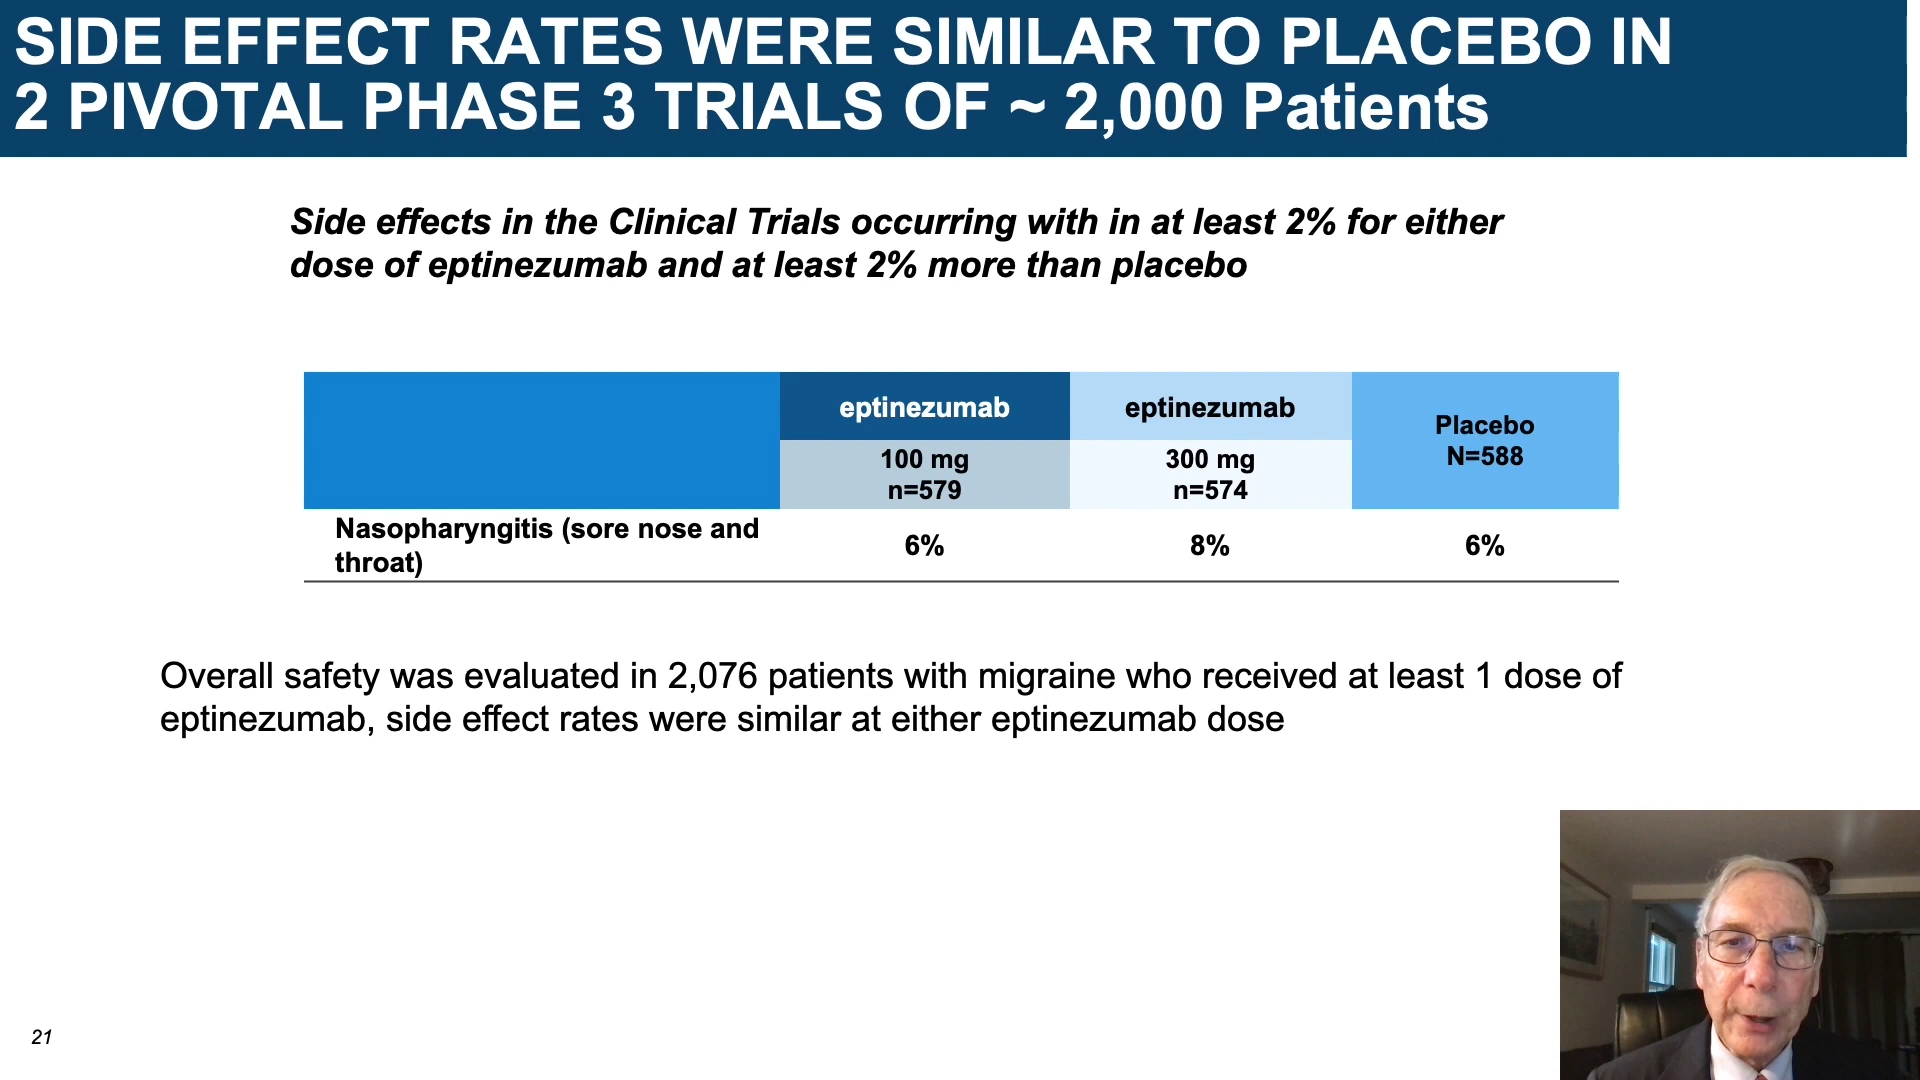 SIDE EFFECT RATES WERE SIMILAR TO PLACEBO IN
2 PIVOTAL PHASE 3 TRIALS OF ~ 2,000 Patients
Side effects in the Clinical Trials occurring with in at least 2% for either
dose of eptinezumab and at least 2% more than placebo
eptinezumab
100 mg
n=579
eptinezumab
300 mg
n=574
Placebo
N=588
Nasopharyngitis (sore nose and
throat)
6%
8%
6%
Overall safety was evaluated in 2,076 patients with migraine who received at least 1 dose of
eptinezumab, side effect rates were similar at either eptinezumab dose
21